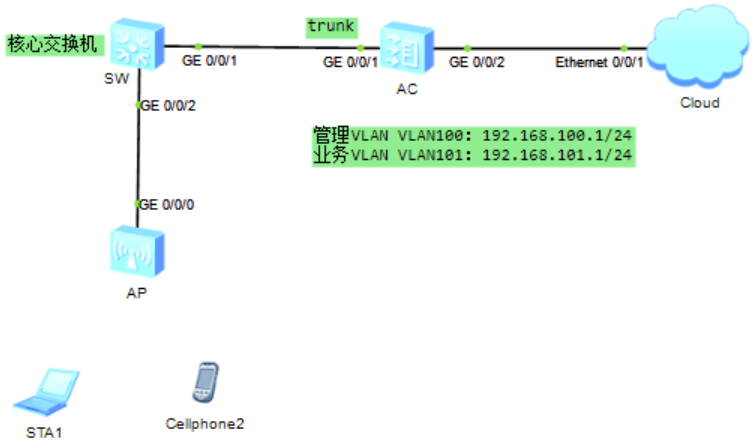 trunk
核心交换机
GE 0/0/1
GE 0/0/1
GE 0/0/2
Ethernet 0/0/1
SW
AC
Cloud
GE 0/0/2
管理VLAN VLAN100: 192.168.100.1/24
业务VLAN VLAN101: 192.168.101.1/24
GE 0/0/0
AP
STA1
Cellphone2